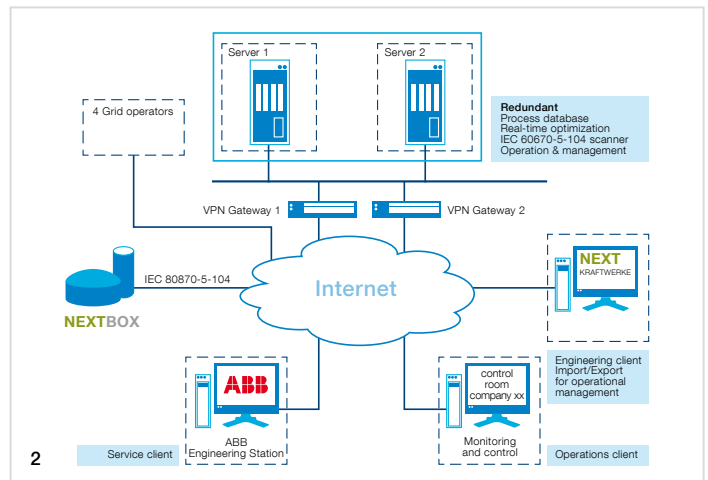 Server 1
Server 2
4 Grid operators
Redundant
Process database
Real-time optimization
IEC 60670-5-104 scanner
Operation & management
VPN Gateway 1
VPN Gateway 2
IEC 80870-5-104
NEXTBOX
Internet
NEXT
KRAFTWERKE
Engineering client
Import/Export
for operational
management
ABB
control
room
company xx
ABB
Engineering Station
Monitoring
and control
2
Service client
Operations client